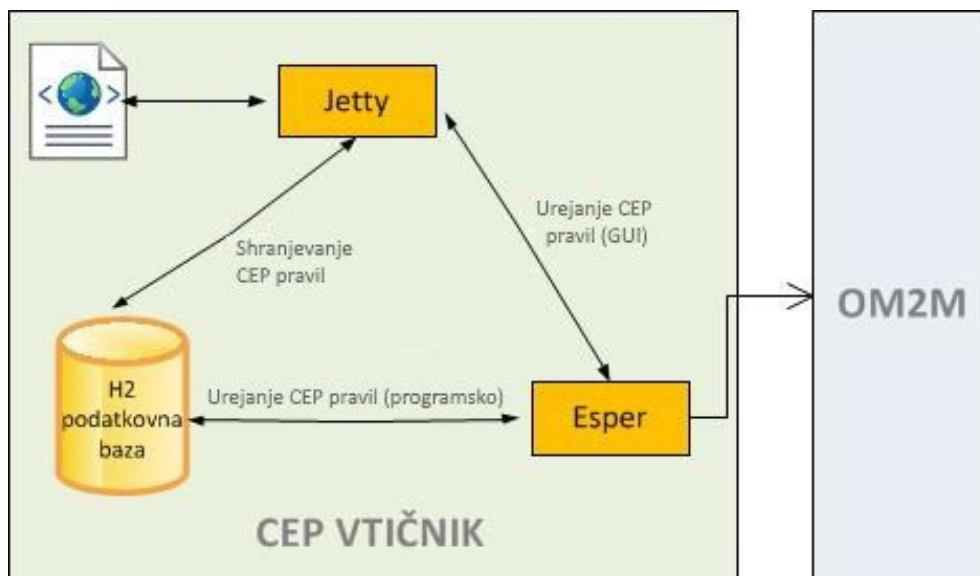 Jetty
Urejanje CEP
pravil (GUI)
Shranjevanje
CEP pravil
OM2M
H2
podatkovna
baza
Urejanje CEP pravil (programsko)
Esper
CEP VTIČNIK